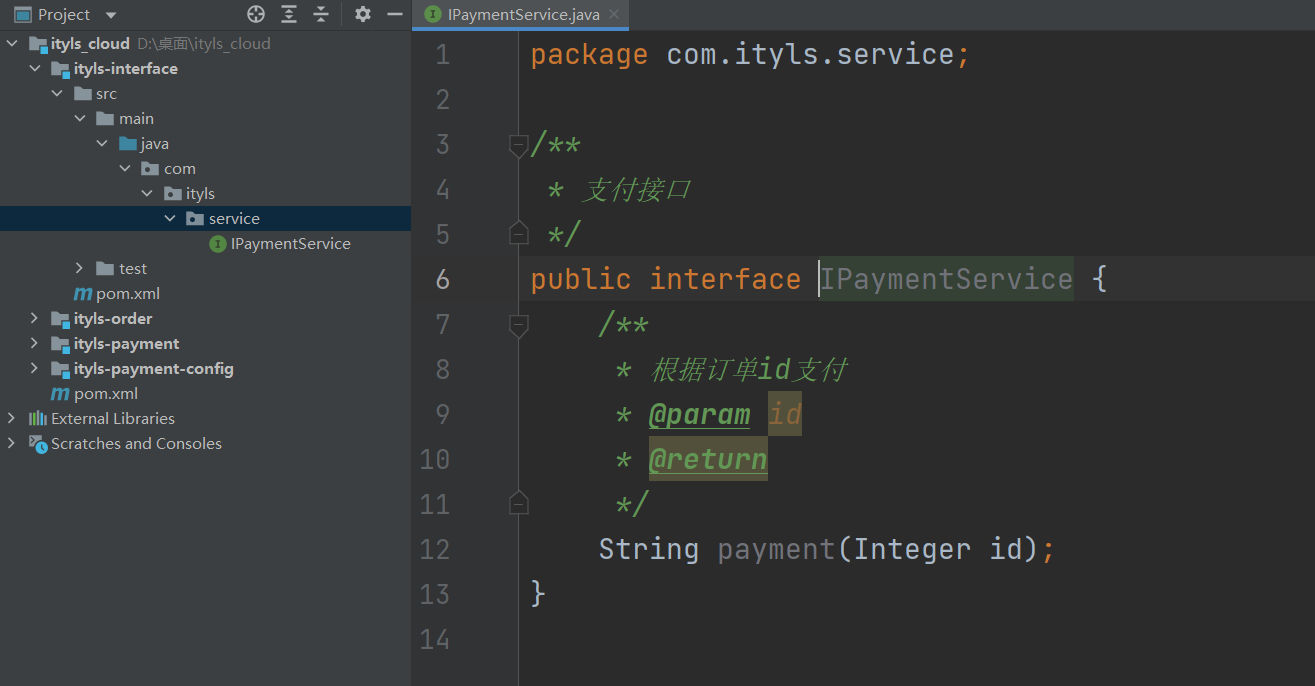 Project
ityls_cloud D:\桌面\ityls_cloud
ityls-interface
src
main
java
com
ityls
service
IPaymentService
test
pom.xml
ityls-order
ityls-payment
ityls-payment-config
pom.xml
External Libraries
Scratches and Consoles
IPaymentService.java
1 package com.ityls.service;
2
3 /**
4 * 支付接口
5 */
6 public interface IPaymentService {
7 /**
8 * 根据订单id支付
9 * @param id
10 * @return
11 */
12 String payment(Integer id);
13 }
14